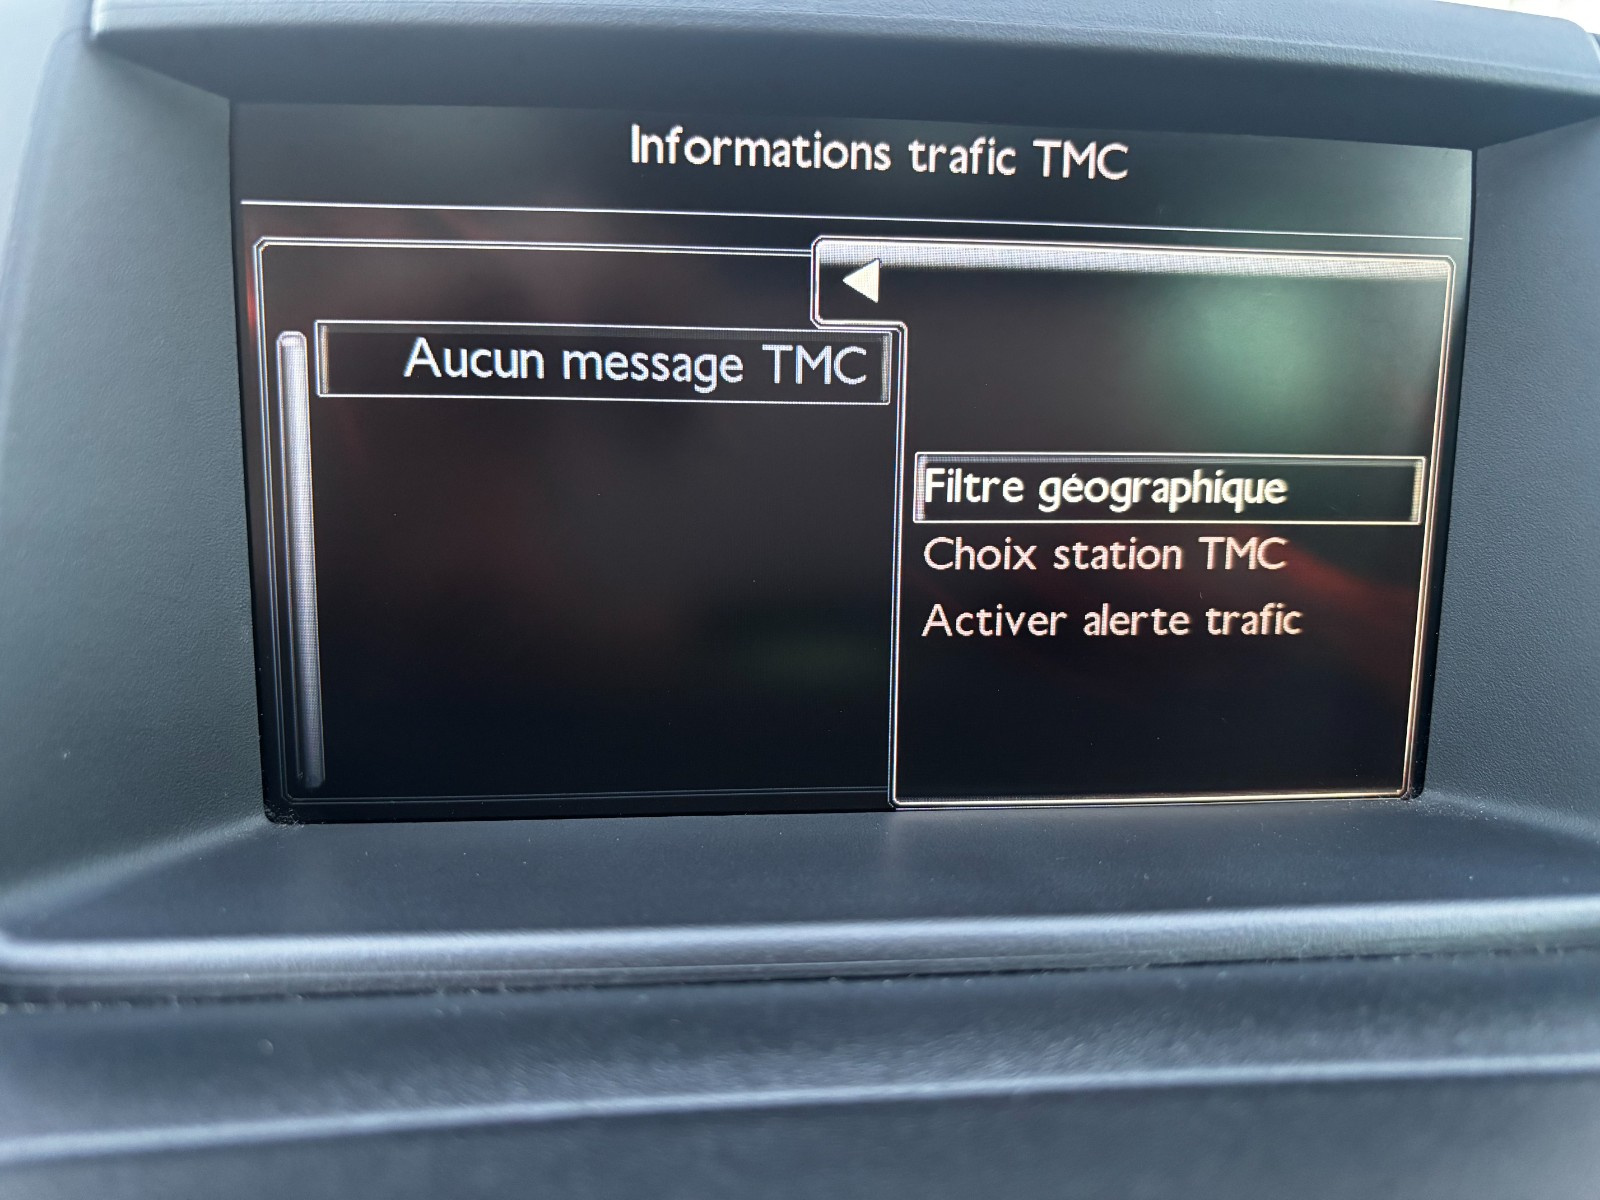 Informations trafic TMC
Aucun message TMC
Filtre géographique
Choix station TMC
Activer alerte trafic